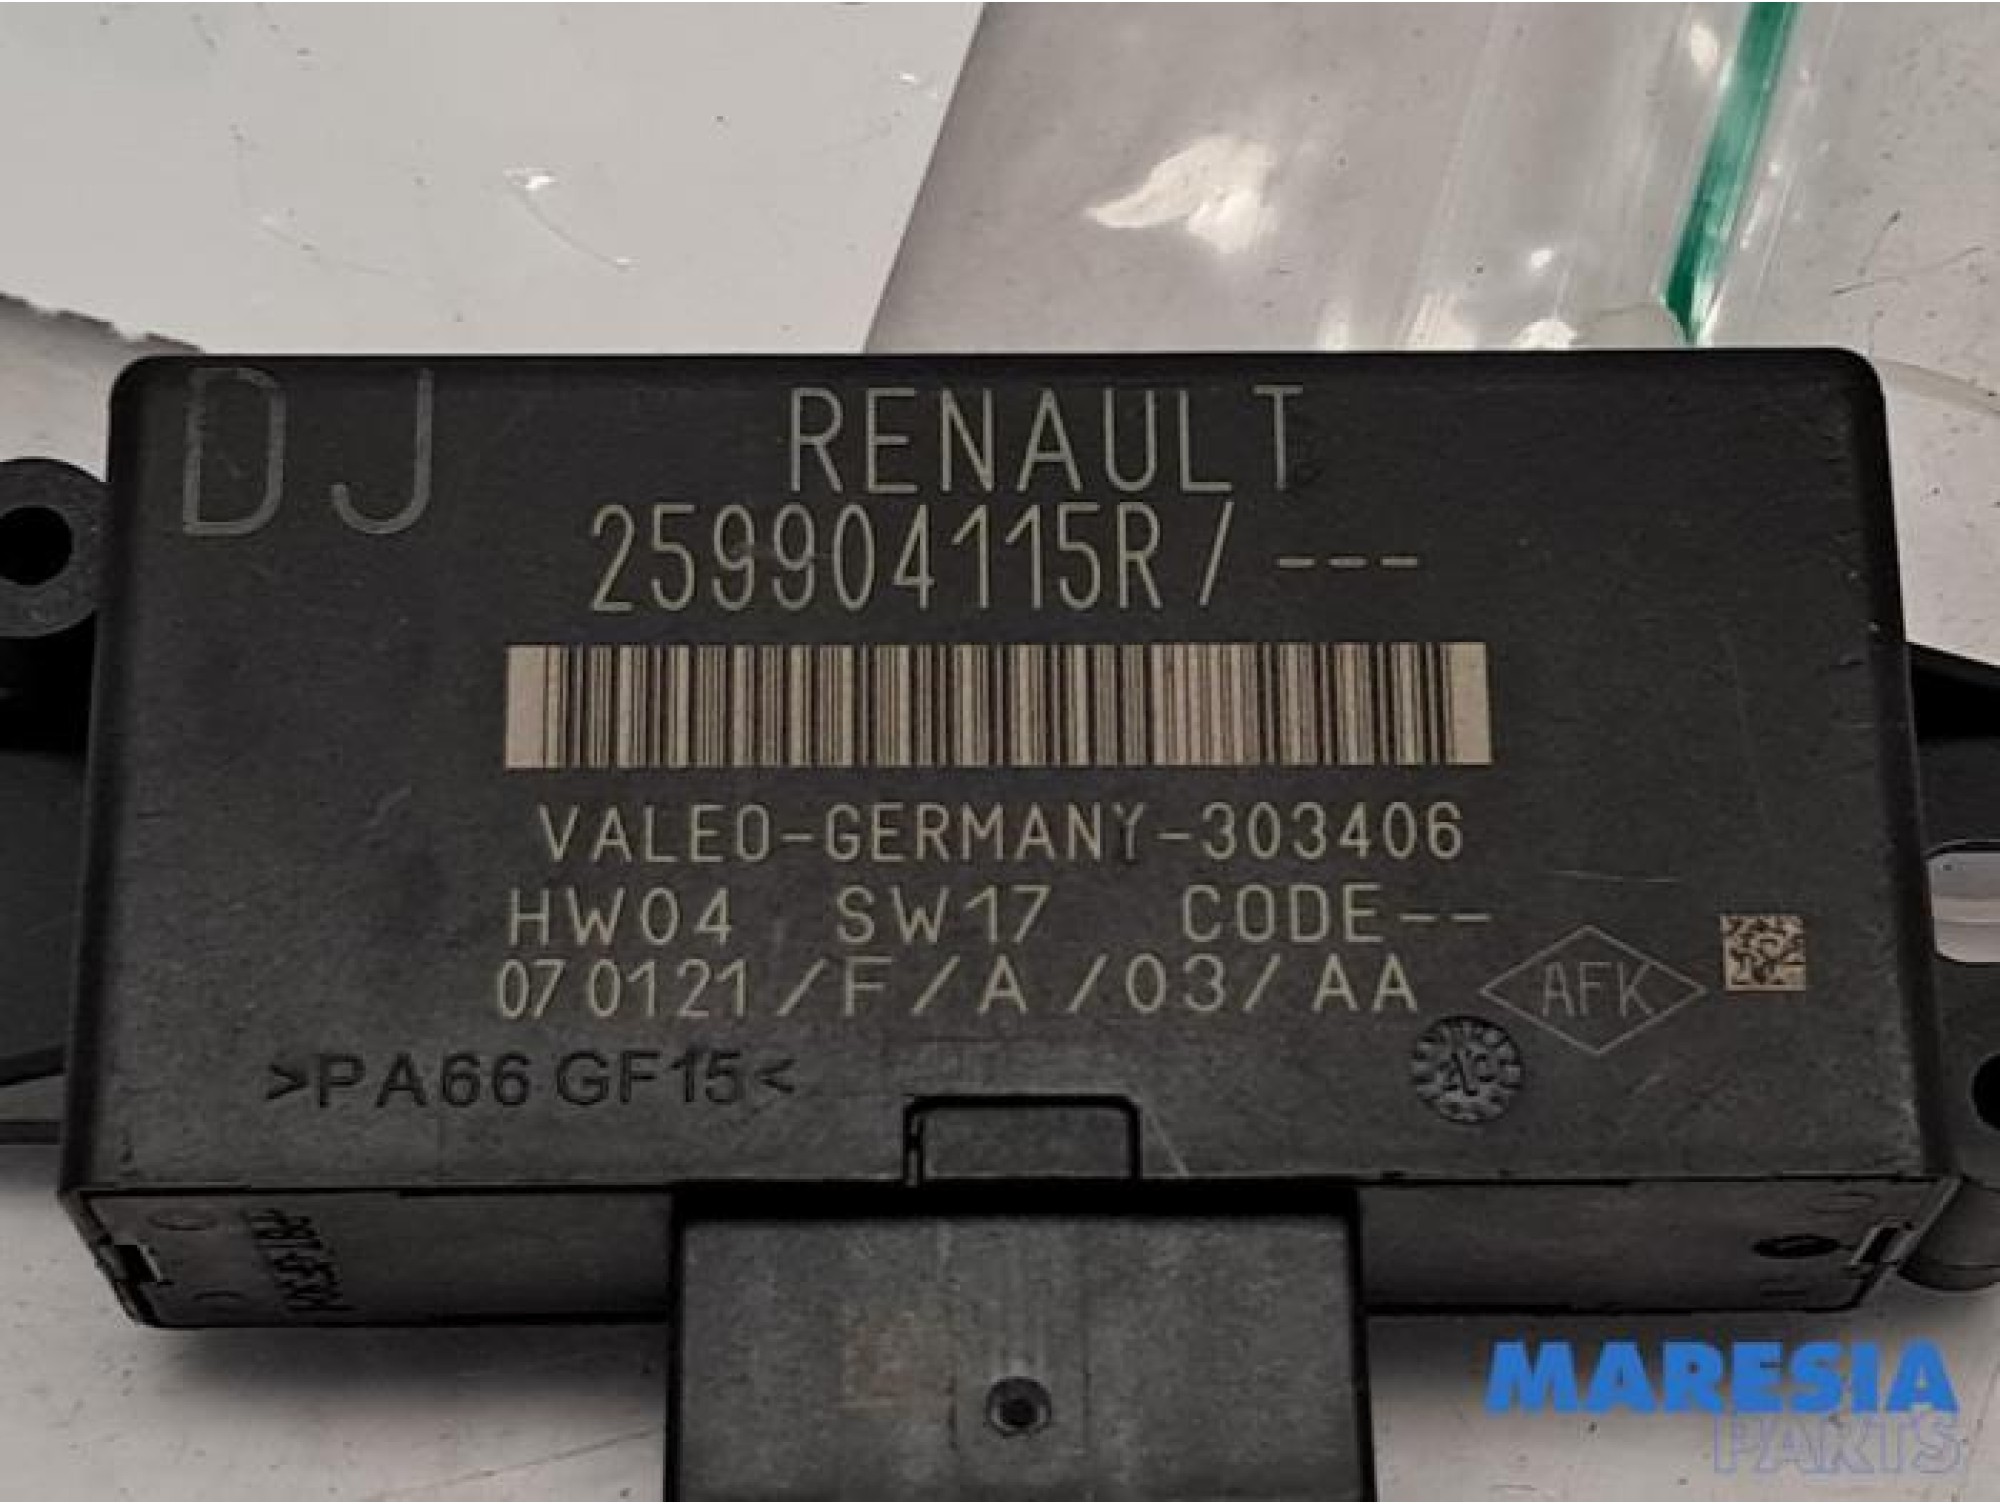 DJ
RENAULT
259904115R/---
VALEO-GERMANY-303406
HW04 SW17 CODE--
070121/F/A/03/AA
AFK
>PA66 GF15<
MARESIA
PARTS